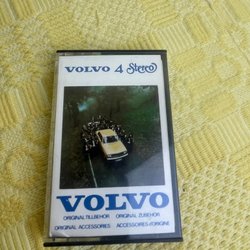 VOLVO 4 Stereo
VOLVO
ORIGINAL TILLBEHÖR ORIGINAL ZUBEHÖR
ORIGINAL ACCESSORIES ACCESSOIRES D'ORIGINE